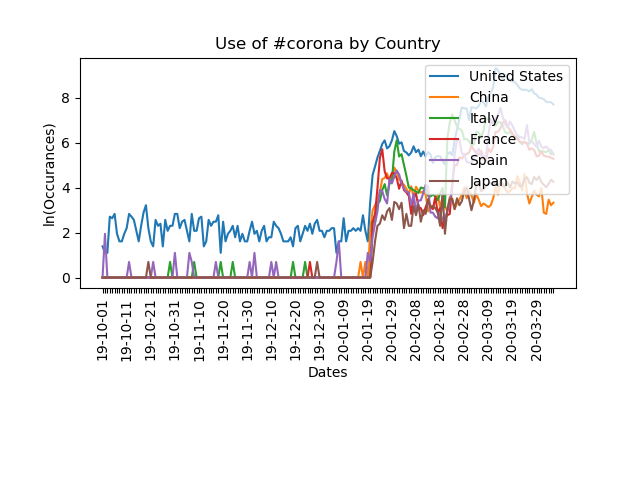 Use of #corona by Country
ln(Occurances)
8
6
4
2
0
United States
China
Italy
France
Spain
Japan
19-10-01
19-10-11
19-10-21
19-10-31
19-11-10
19-11-20
19-11-30
19-12-10
19-12-20
19-12-30
20-01-09
20-01-19
20-01-29
20-02-08
20-02-18
20-02-28
20-03-09
20-03-19
20-03-29
Dates